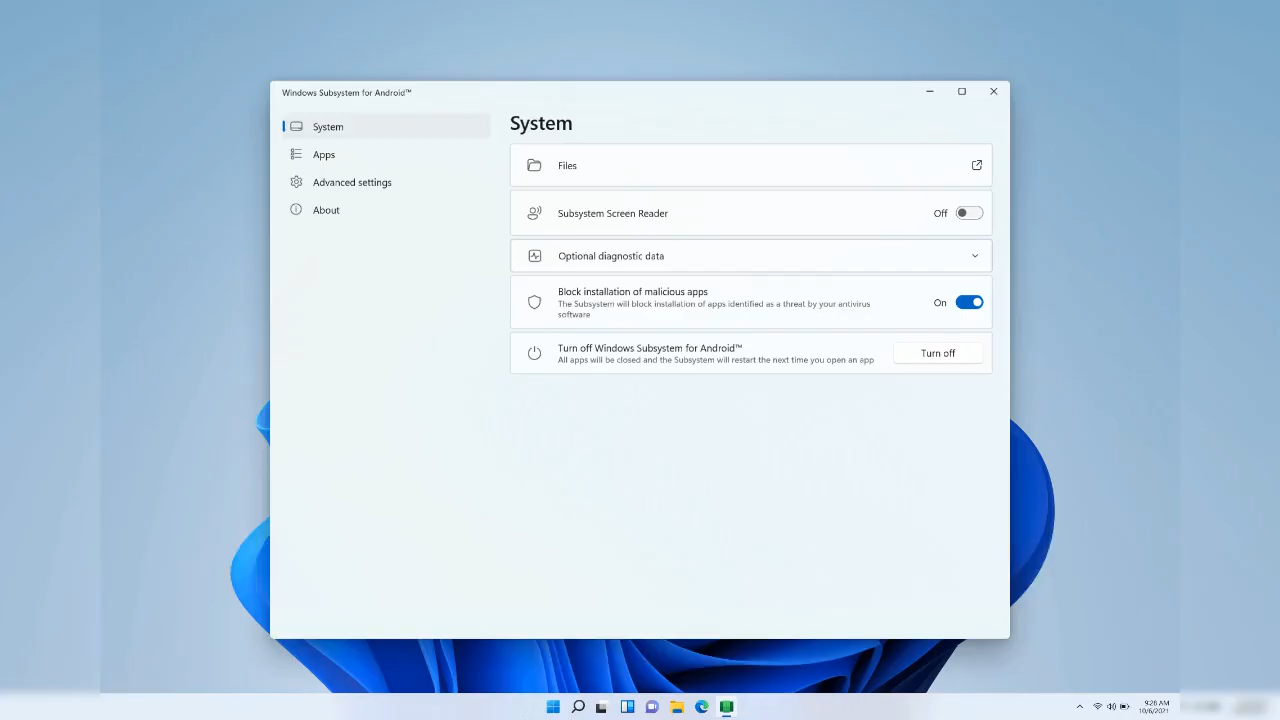 Windows Subsystem for Android™
System
Apps
Advanced settings
About
System
Files
Subsystem Screen Reader
Off
Optional diagnostic data
Block installation of malicious apps
The Subsystem will block installation of apps identified as a threat by your antivirus
software
On
Turn off Windows Subsystem for Android™
All apps will be closed and the Subsystem will restart the next time you open an app
Turn off
9:28 AM
10/6/2021